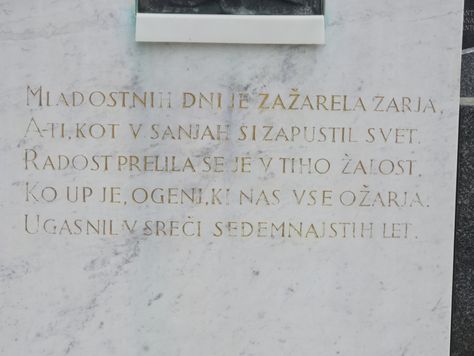 MLADOSTNIH DNI JE ZAŽARELA ZARJA,
A TI, KOT V SANJAH SI ZAPUSTIL SVET.
RADOST PRELILA SE JE V TIHO ŽALOST,
KO UP JE, OGENJ, KI NAS VSE OŽARJA.
UGASNIL V SREČI SEDEMNAJSTIH LET.